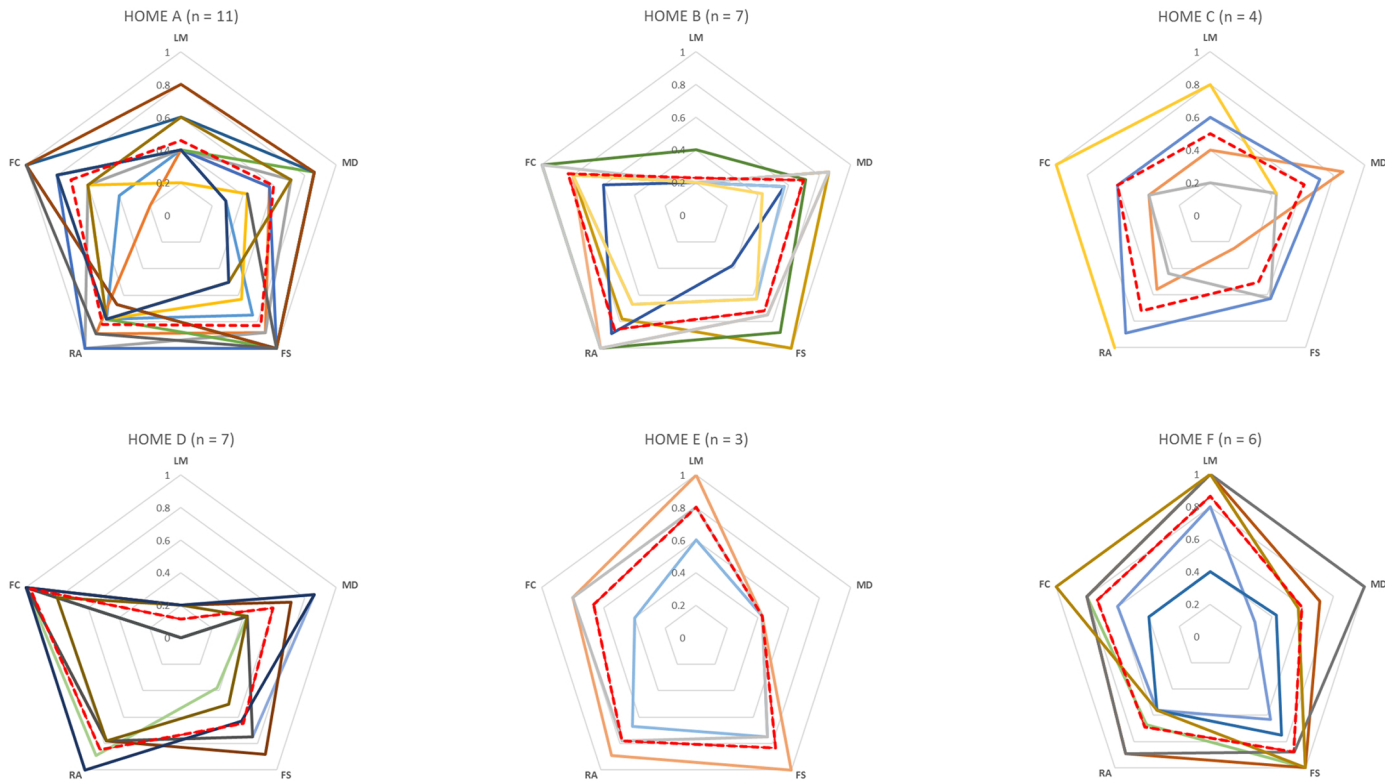 HOME A (n = 11)
LM
1
0.8
0.6
0.4
0.2
0
FC
MD
RA
FS
HOME B (n = 7)
LM
1
0.8
0.6
0.4
0.2
0
FC
MD
RA
FS
HOME C (n = 4)
LM
1
0.8
0.6
0.4
0.2
0
FC
MD
RA
FS
HOME D (n = 7)
LM
1
0.8
0.6
0.4
0.2
0
FC
MD
RA
FS
HOME E (n = 3)
LM
1
0.8
0.6
0.4
0.2
0
FC
MD
RA
FS
HOME F (n = 6)
LM
1
0.8
0.6
0.4
0.2
0
FC
MD
RA
FS